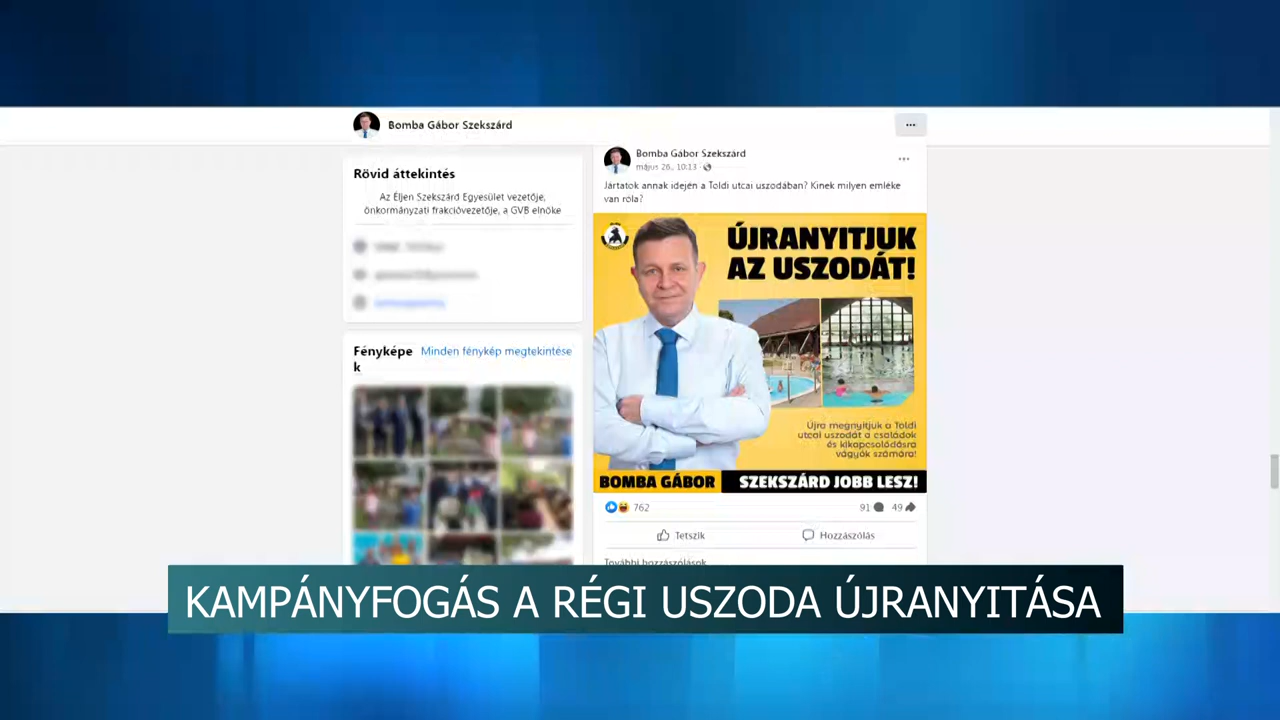 Bomba Gábor Szekszárd
Rövid áttekintés
Az Éljen Szekszárd Egyesület vezetője,
önkormányzati frakcióvezetője, a GVB elnöke
Fényképe
k
Minden fénykép megtekintése
Bomba Gábor Szekszárd
május 26., 10:13 ·
Jártatok annak idején a Toldi utcai uszodában? Kinek milyen emléke
van róla?
ÚJRANYITJUK
AZ USZODÁT!
Újra megnyitjuk a Toldi
utcai uszodát a családok
és kikapcsolódásra
vágyók számára!
BOMBA GÁBOR
SZEKSZÁRD JOBB LESZ!
762
91 49
Tetszik
Hozzászólás
További hozzászólások
KAMPÁNYFOGÁS A RÉGI USZODA ÚJRANYITÁSA